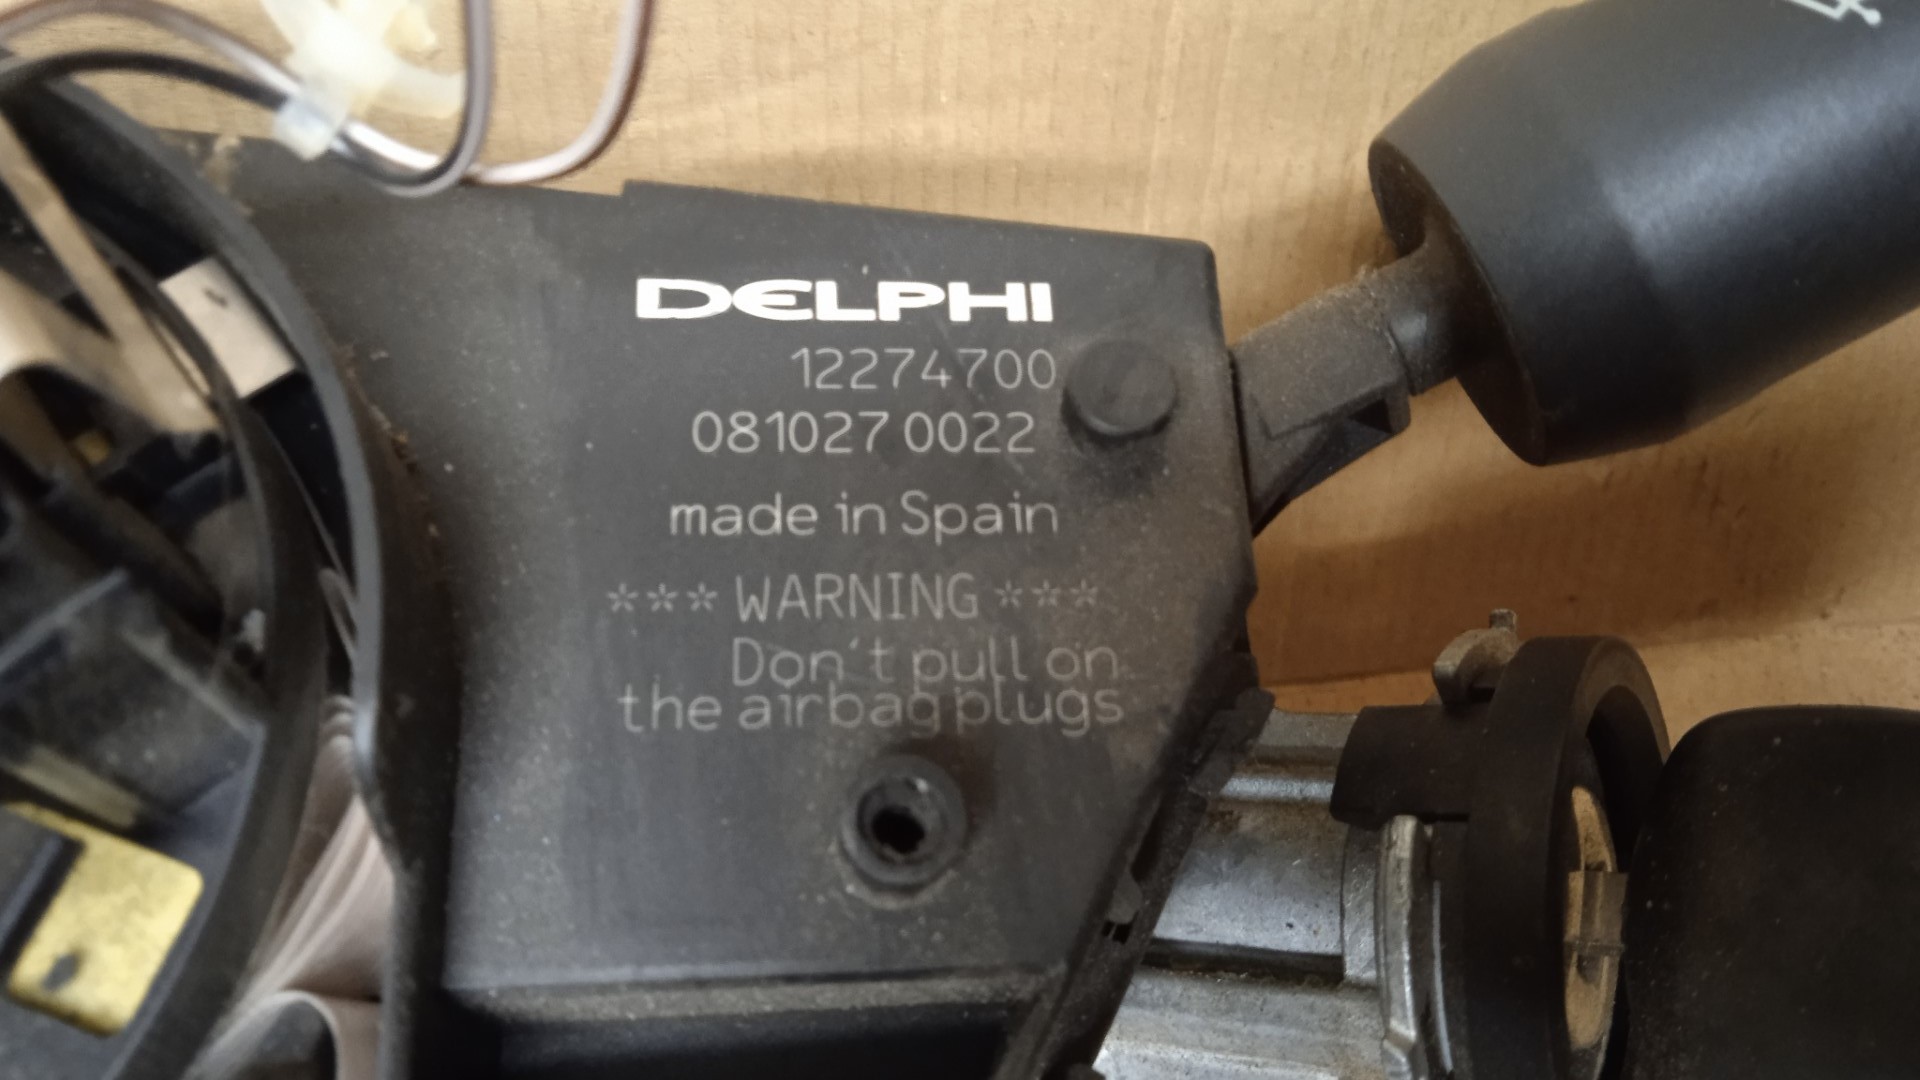 DELPHI
12274700
081027 0022
made in Spain
*** WARNING ***
Don't pull on
the airbag plugs